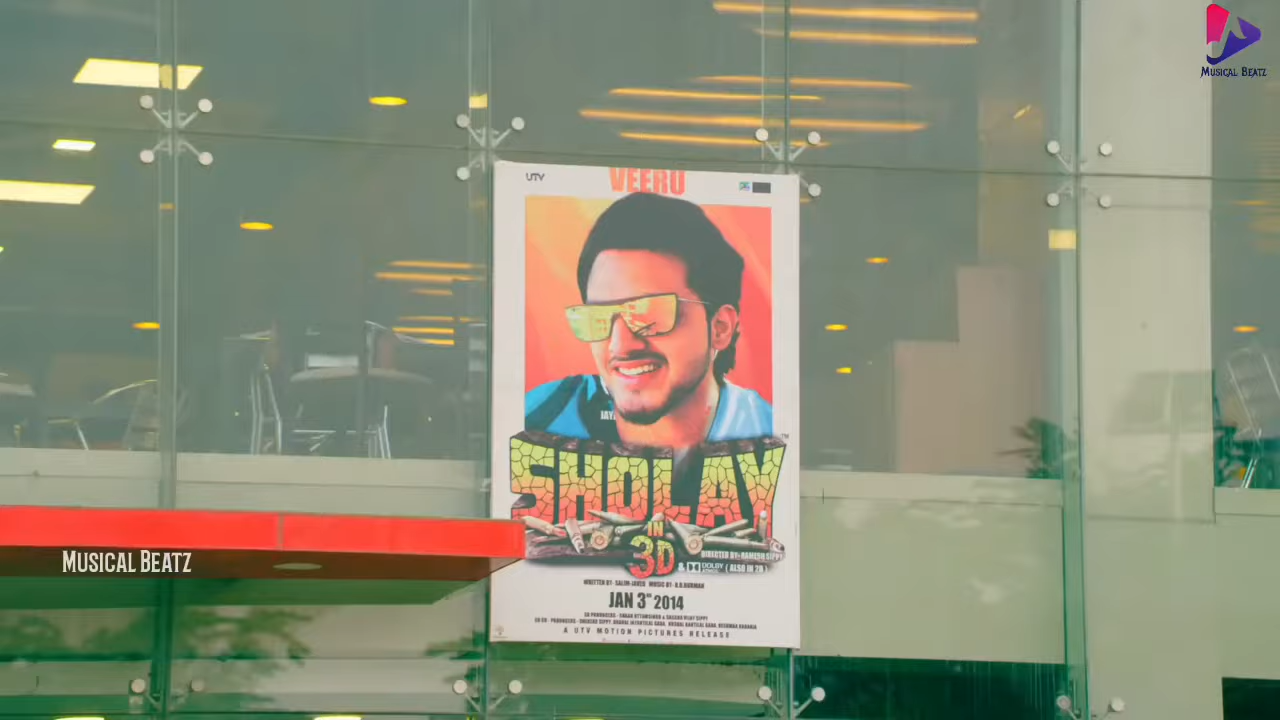 MUSICAL BEATZ
UTV
VEERU
JAY
SHOLAY
IN
3D
DIRECTED BY:-RAMESH SIPPY
& DOLBY ( ALSO IN 2D )
WRITTEN BY:- SALIM-JAVED MUSIC BY:- R.D.BURMAN
JAN 3RD 2014
A UTV MOTION PICTURES RELEASE
MUSICAL BEATZ